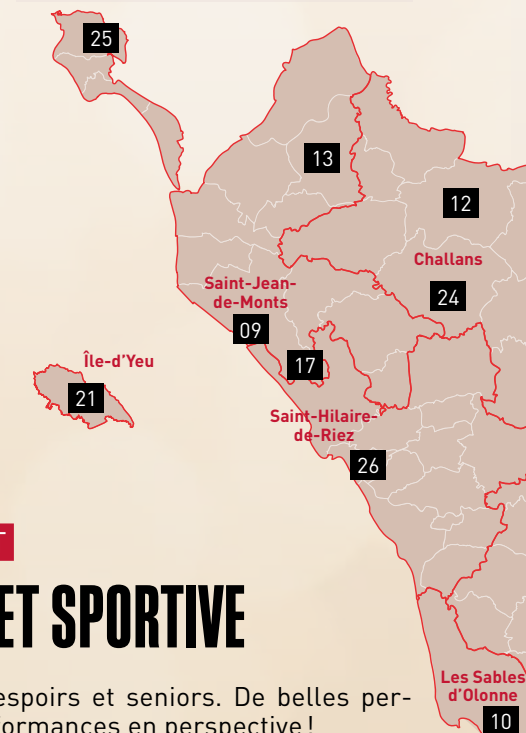 25
13
12
Challans
24
Saint-Jean-
de-Monts
09
17
Île-d’Yeu
21
Saint-Hilaire-
de-Riez
26
ET SPORTIVE
espoirs et seniors. De belles per-
formances en perspective !
Les Sables
d’Olonne
10